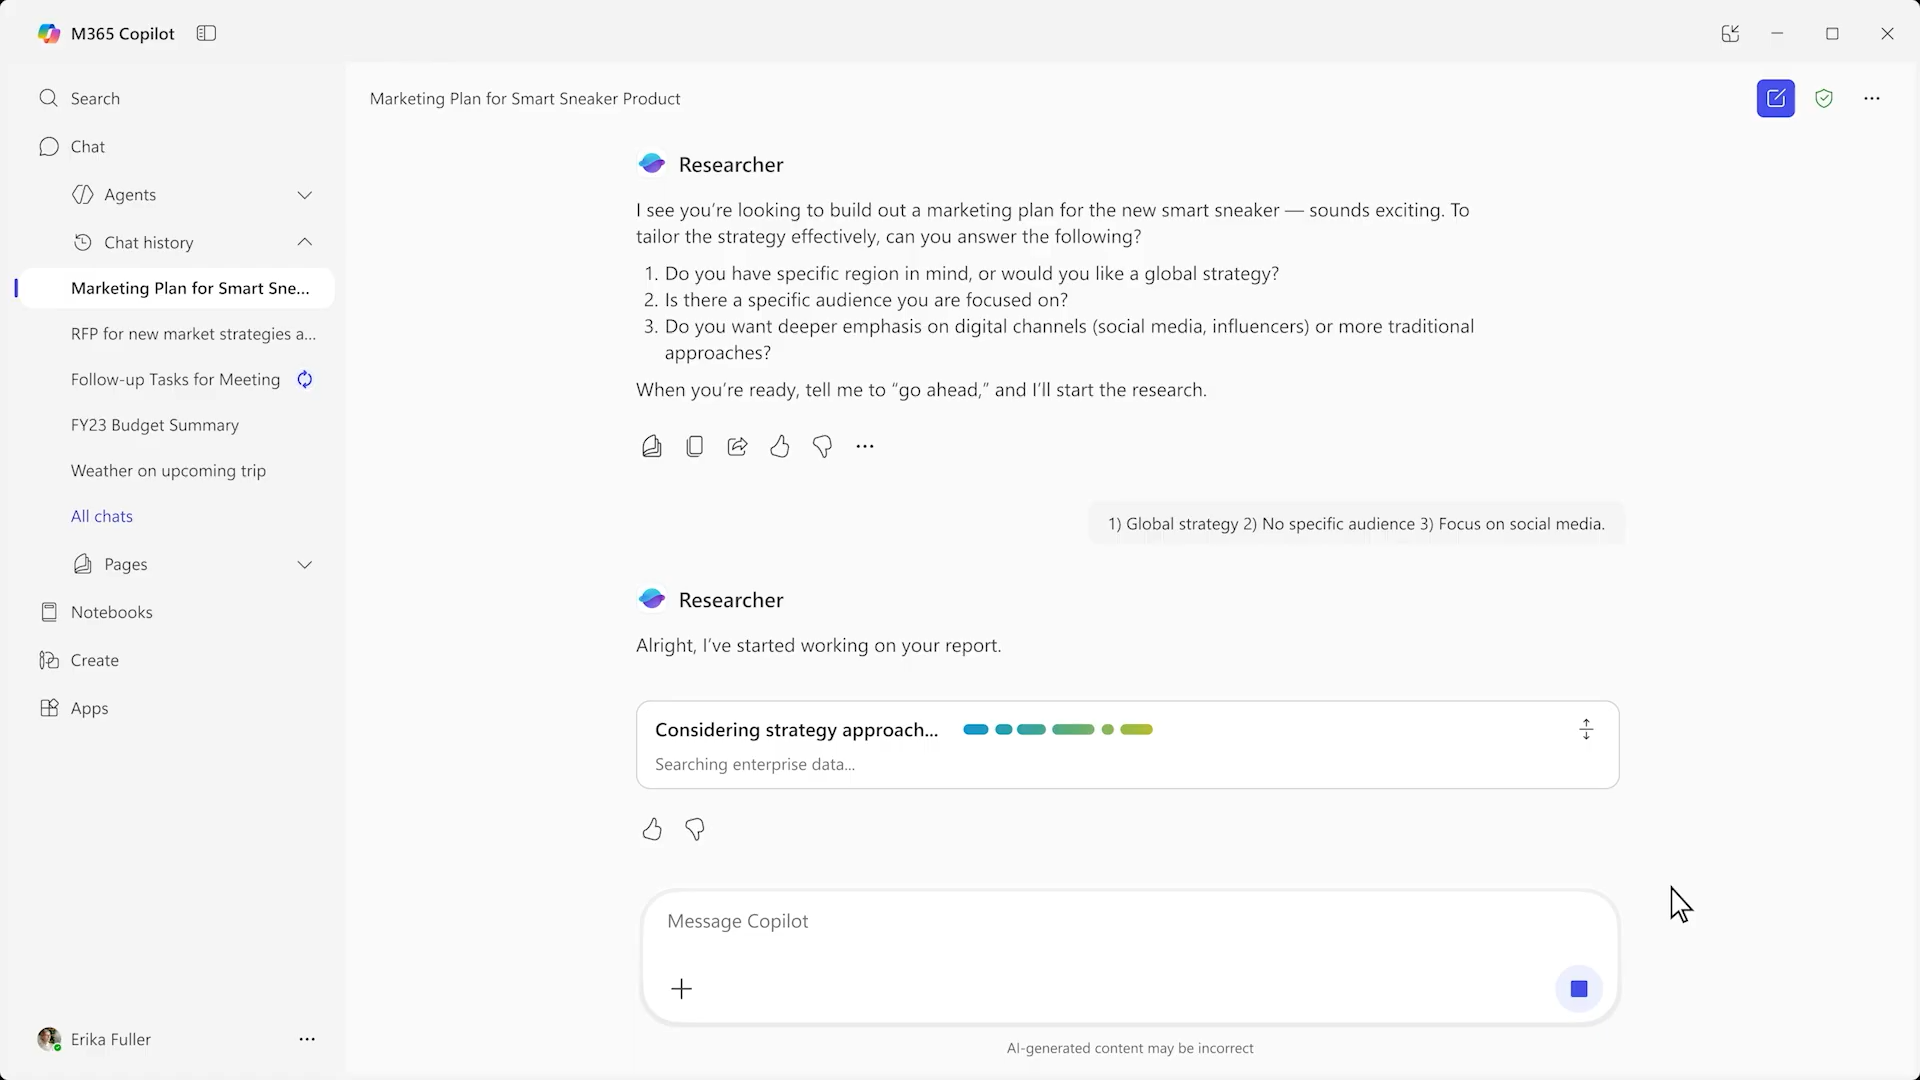 M365 Copilot
Search
Chat
Agents
Chat history
Marketing Plan for Smart Sne...
RFP for new market strategies a...
Follow-up Tasks for Meeting
FY23 Budget Summary
Weather on upcoming trip
All chats
Pages
Notebooks
Create
Apps
Erika Fuller
Marketing Plan for Smart Sneaker Product
Researcher
I see you’re looking to build out a marketing plan for the new smart sneaker — sounds exciting. To
tailor the strategy effectively, can you answer the following?
1. Do you have specific region in mind, or would you like a global strategy?
2. Is there a specific audience you are focused on?
3. Do you want deeper emphasis on digital channels (social media, influencers) or more traditional
approaches?
When you’re ready, tell me to “go ahead,” and I’ll start the research.
1) Global strategy 2) No specific audience 3) Focus on social media.
Researcher
Alright, I’ve started working on your report.
Considering strategy approach...
Searching enterprise data...
Message Copilot
AI-generated content may be incorrect